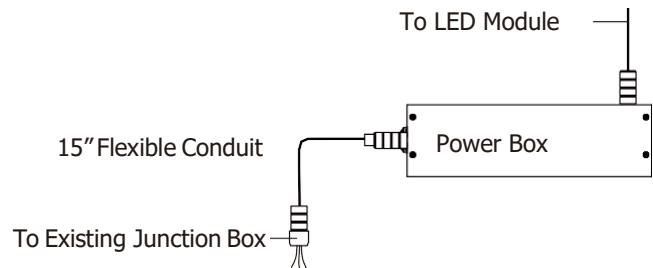 To LED Module
15" Flexible Conduit
Power Box
To Existing Junction Box